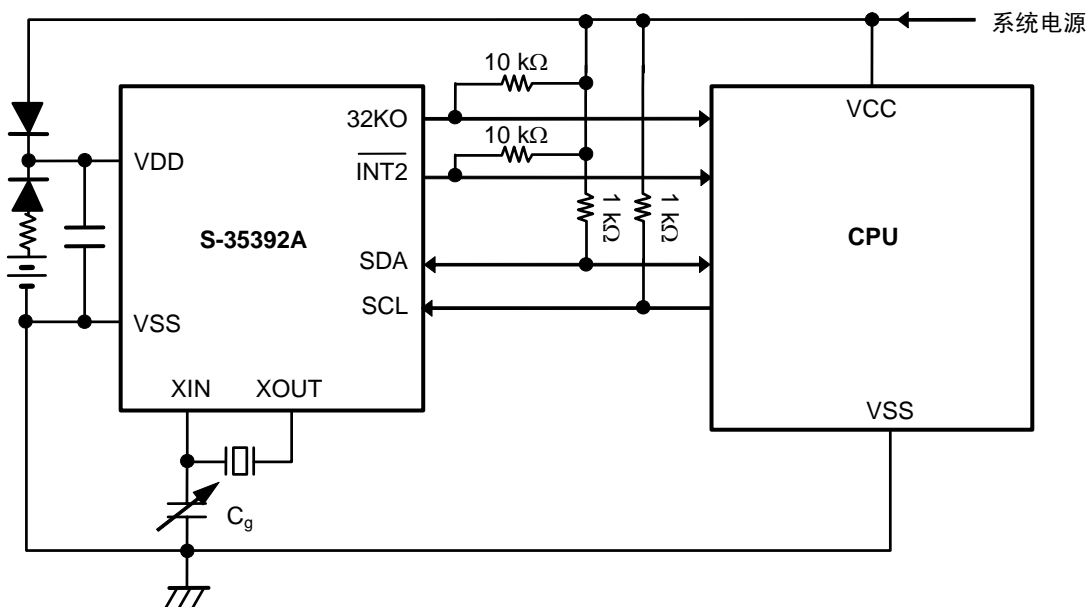 系统电源
10 kΩ
32KO
VCC
10 kΩ
VDD
INT2
1 kΩ
1 kΩ
S-35392A
CPU
SDA
SCL
VSS
XIN XOUT
VSS
Cg